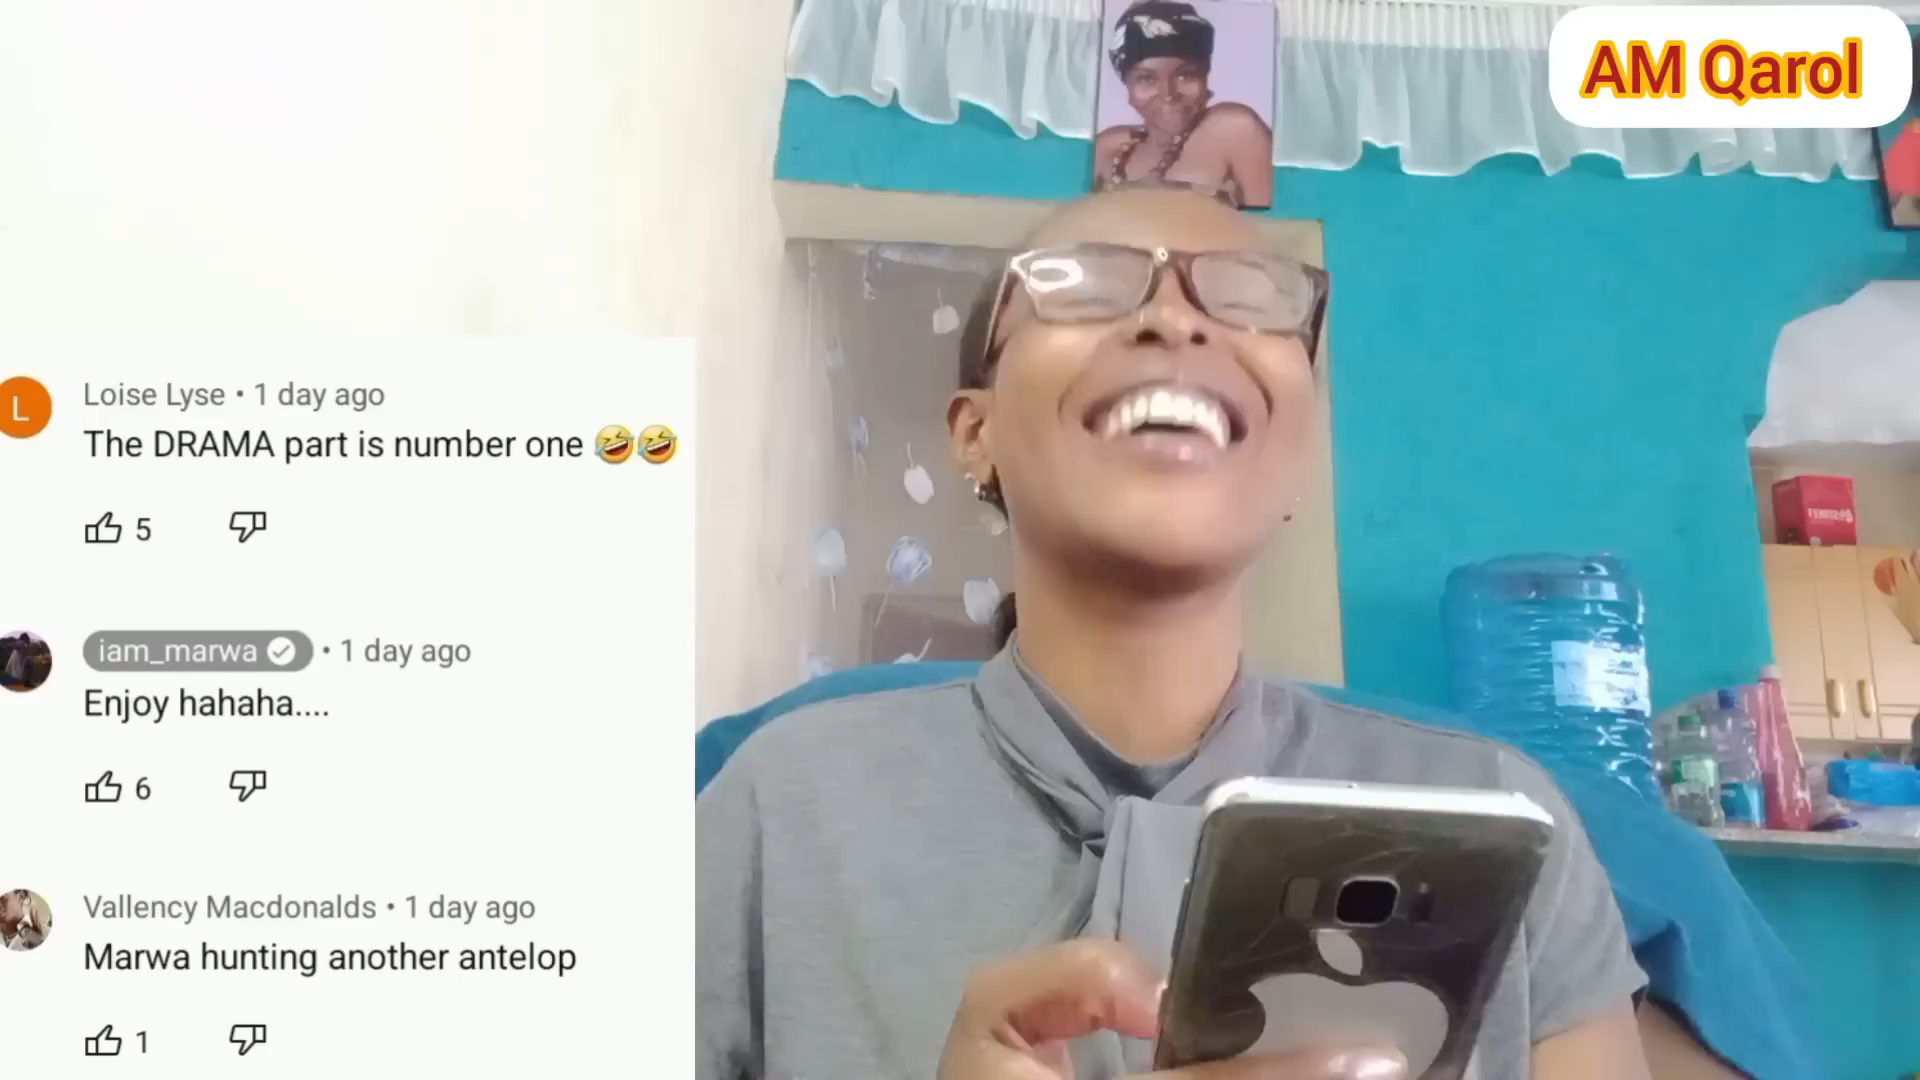 AM Qarol
L
Loise Lyse • 1 day ago
The DRAMA part is number one 🤣🤣
5
iam_marwa • 1 day ago
Enjoy hahaha....
6
Vallency Macdonalds • 1 day ago
Marwa hunting another antelop
1